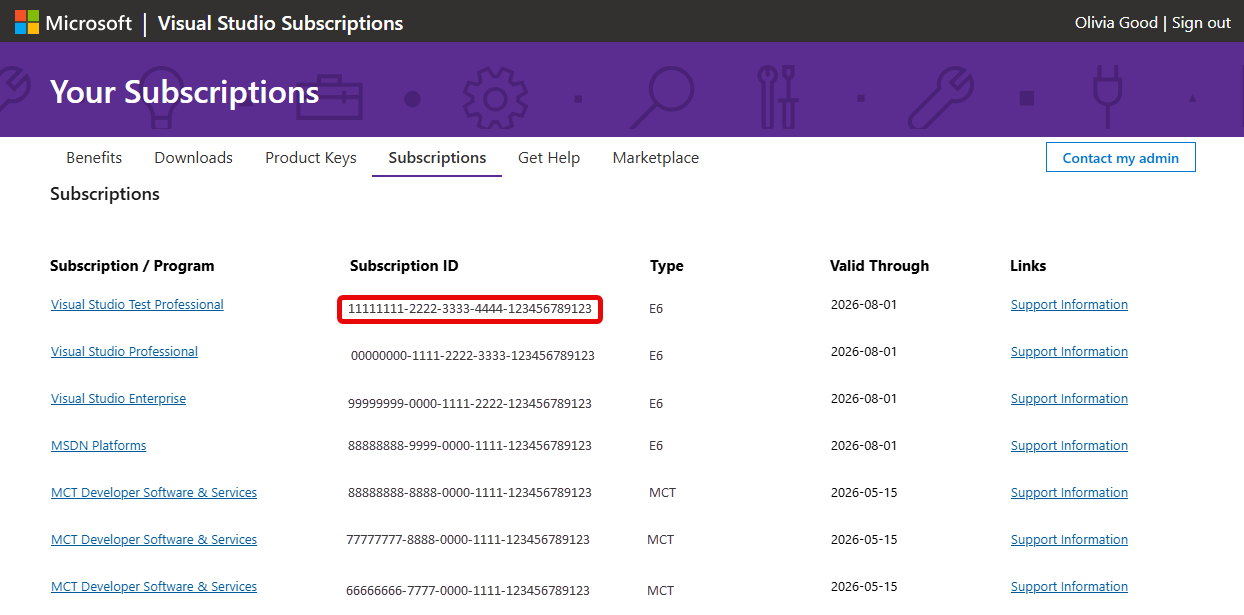 Microsoft | Visual Studio Subscriptions Olivia Good | Sign out
Your Subscriptions
Benefits Downloads Product Keys Subscriptions Get Help Marketplace Contact my admin
Subscriptions
Subscription / Program Subscription ID Type Valid Through Links
Visual Studio Test Professional 11111111-2222-3333-4444-123456789123 E6 2026-08-01 Support Information
Visual Studio Professional 00000000-1111-2222-3333-123456789123 E6 2026-08-01 Support Information
Visual Studio Enterprise 99999999-0000-1111-2222-123456789123 E6 2026-08-01 Support Information
MSDN Platforms 88888888-9999-0000-1111-123456789123 E6 2026-08-01 Support Information
MCT Developer Software & Services 88888888-8888-0000-1111-123456789123 MCT 2026-05-15 Support Information
MCT Developer Software & Services 77777777-8888-0000-1111-123456789123 MCT 2026-05-15 Support Information
MCT Developer Software & Services 66666666-7777-0000-1111-123456789123 MCT 2026-05-15 Support Information